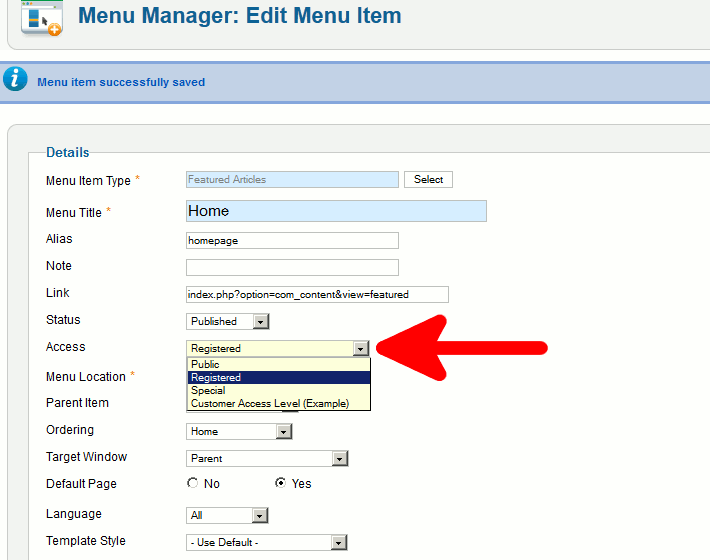 Menu Manager: Edit Menu Item
Menu item successfully saved
Details
Menu Item Type * Featured Articles Select
Menu Title * Home
Alias homepage
Note
Link index.php?option=com_content&view=featured
Status Published
Access Registered
Public
Menu Location * Registered
Special
Parent Item Customer Access Level (Example)
Ordering Home
Target Window Parent
Default Page No Yes
Language All
Template Style - Use Default -